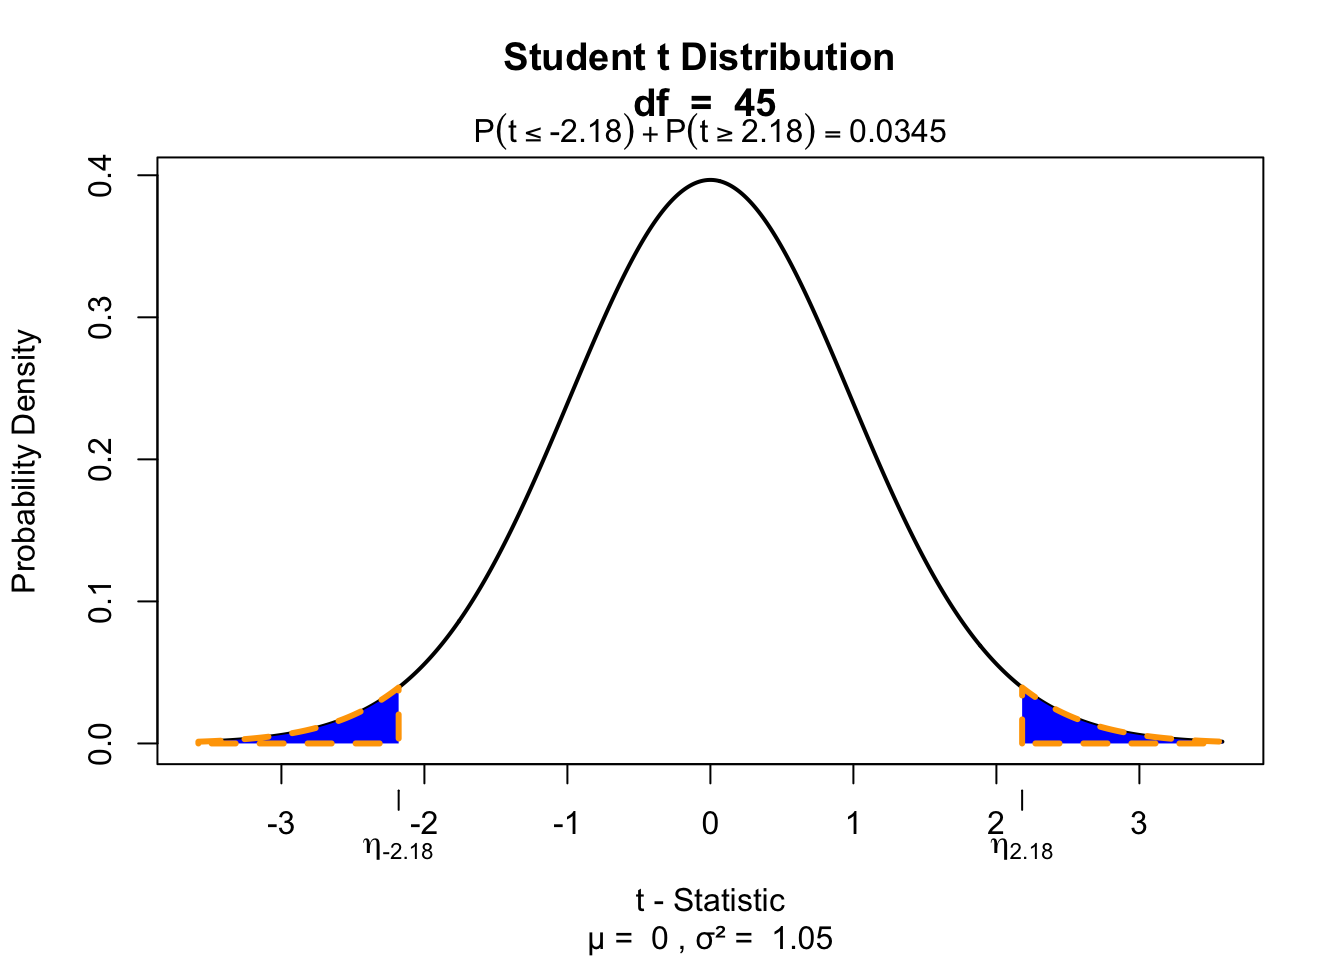 Student t Distribution
df = 45
P(t ≤ -2.18) + P(t ≥ 2.18) = 0.0345
Probability Density
0.4
0.3
0.2
0.1
0.0
-3 -2 -1 0 1 2 3
η-2.18 η2.18
t - Statistic
μ = 0 , σ² = 1.05